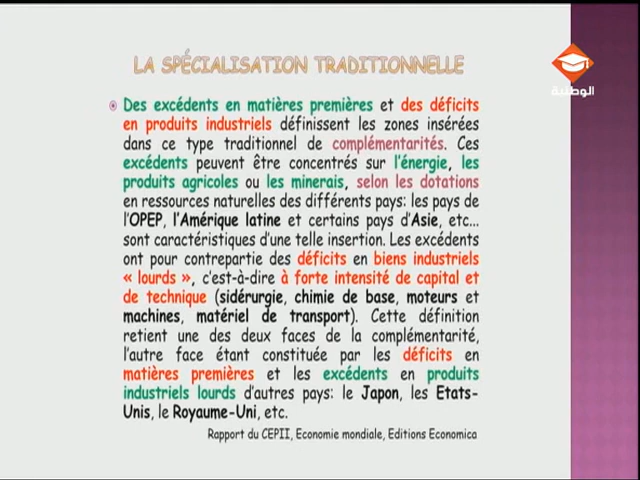 LA SPÉCIALISATION TRADITIONNELLE
الوطنية
Des excédents en matières premières et des déficits
en produits industriels définissent les zones insérées
dans ce type traditionnel de complémentarités. Ces
excédents peuvent être concentrés sur l'énergie, les
produits agricoles ou les minerais, selon les dotations
en ressources naturelles des différents pays: les pays de
l'OPEP, l'Amérique latine et certains pays d'Asie, etc...
sont caractéristiques d'une telle insertion. Les excédents
ont pour contrepartie des déficits en biens industriels
« lourds », c'est-à-dire à forte intensité de capital et
de technique (sidérurgie, chimie de base, moteurs et
machines, matériel de transport). Cette définition
retient une des deux faces de la complémentarité,
l'autre face étant constituée par les déficits en
matières premières et les excédents en produits
industriels lourds d'autres pays: le Japon, les Etats-
Unis, le Royaume-Uni, etc.
Rapport du CEPII, Economie mondiale, Editions Economica